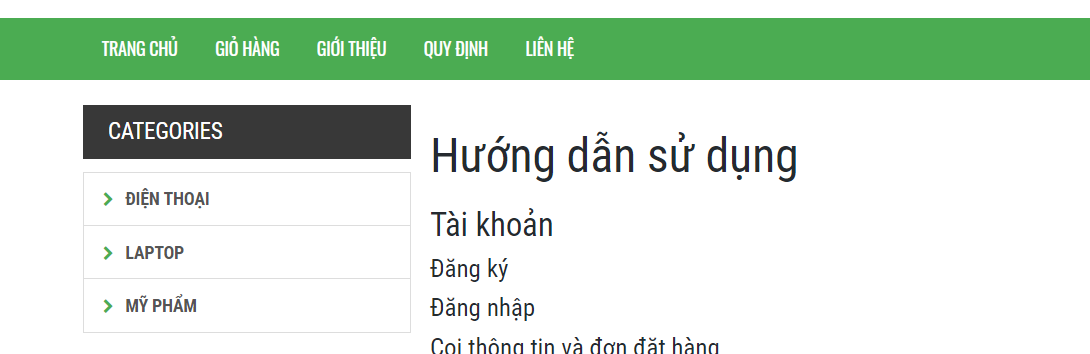 TRANG CHỦ GIỎ HÀNG GIỚI THIỆU QUY ĐỊNH LIÊN HỆ
CATEGORIES
ĐIỆN THOẠI
LAPTOP
MỸ PHẨM
Hướng dẫn sử dụng
Tài khoản
Đăng ký
Đăng nhập
Coi thông tin và đơn đặt hàng